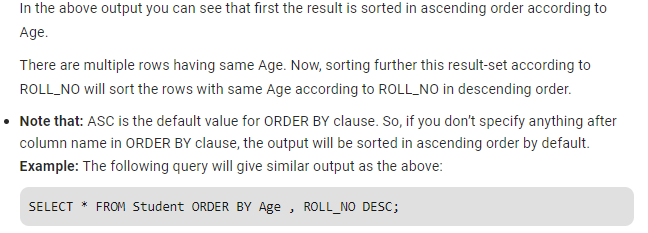 In the above output you can see that first the result is sorted in ascending order according to
Age.
There are multiple rows having same Age. Now, sorting further this result-set according to
ROLL_NO will sort the rows with same Age according to ROLL_NO in descending order.
• Note that: ASC is the default value for ORDER BY clause. So, if you don’t specify anything after
column name in ORDER BY clause, the output will be sorted in ascending order by default.
Example: The following query will give similar output as the above:
SELECT * FROM Student ORDER BY Age , ROLL_NO DESC;